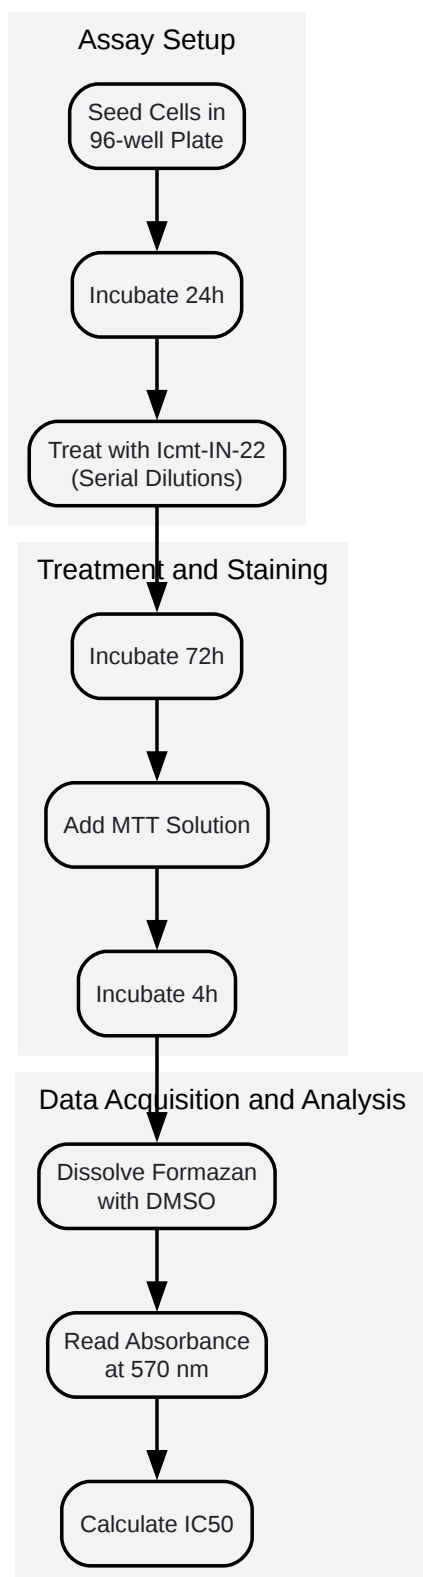 Assay Setup
Seed Cells in
96-well Plate
Incubate 24h
Treat with Icmt-IN-22
(Serial Dilutions)
Treatment and Staining
Incubate 72h
Add MTT Solution
Incubate 4h
Data Acquisition and Analysis
Dissolve Formazan
with DMSO
Read Absorbance
at 570 nm
Calculate IC50